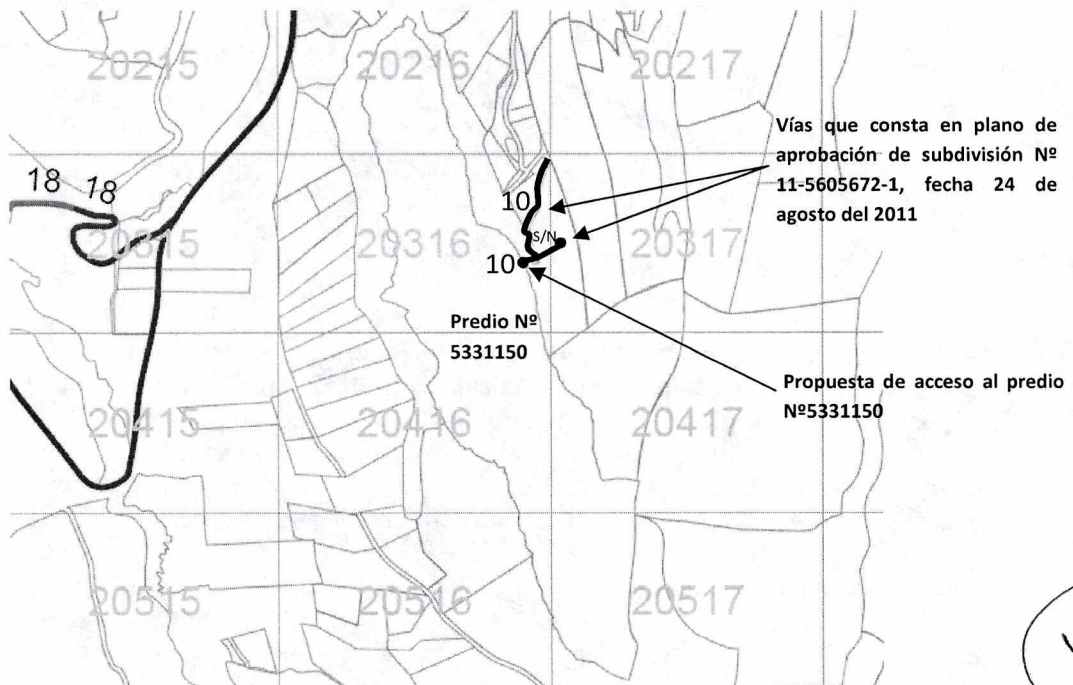 20215
20216
20217
Vías que consta en plano de
aprobación de subdivisión Nº
11-5605672-1, fecha 24 de
agosto del 2011
18
18
10
S/N
20315
20316
20317
10
Predio Nº
5331150
Propuesta de acceso al predio
Nº5331150
20415
20416
20417
20515
20516
20517